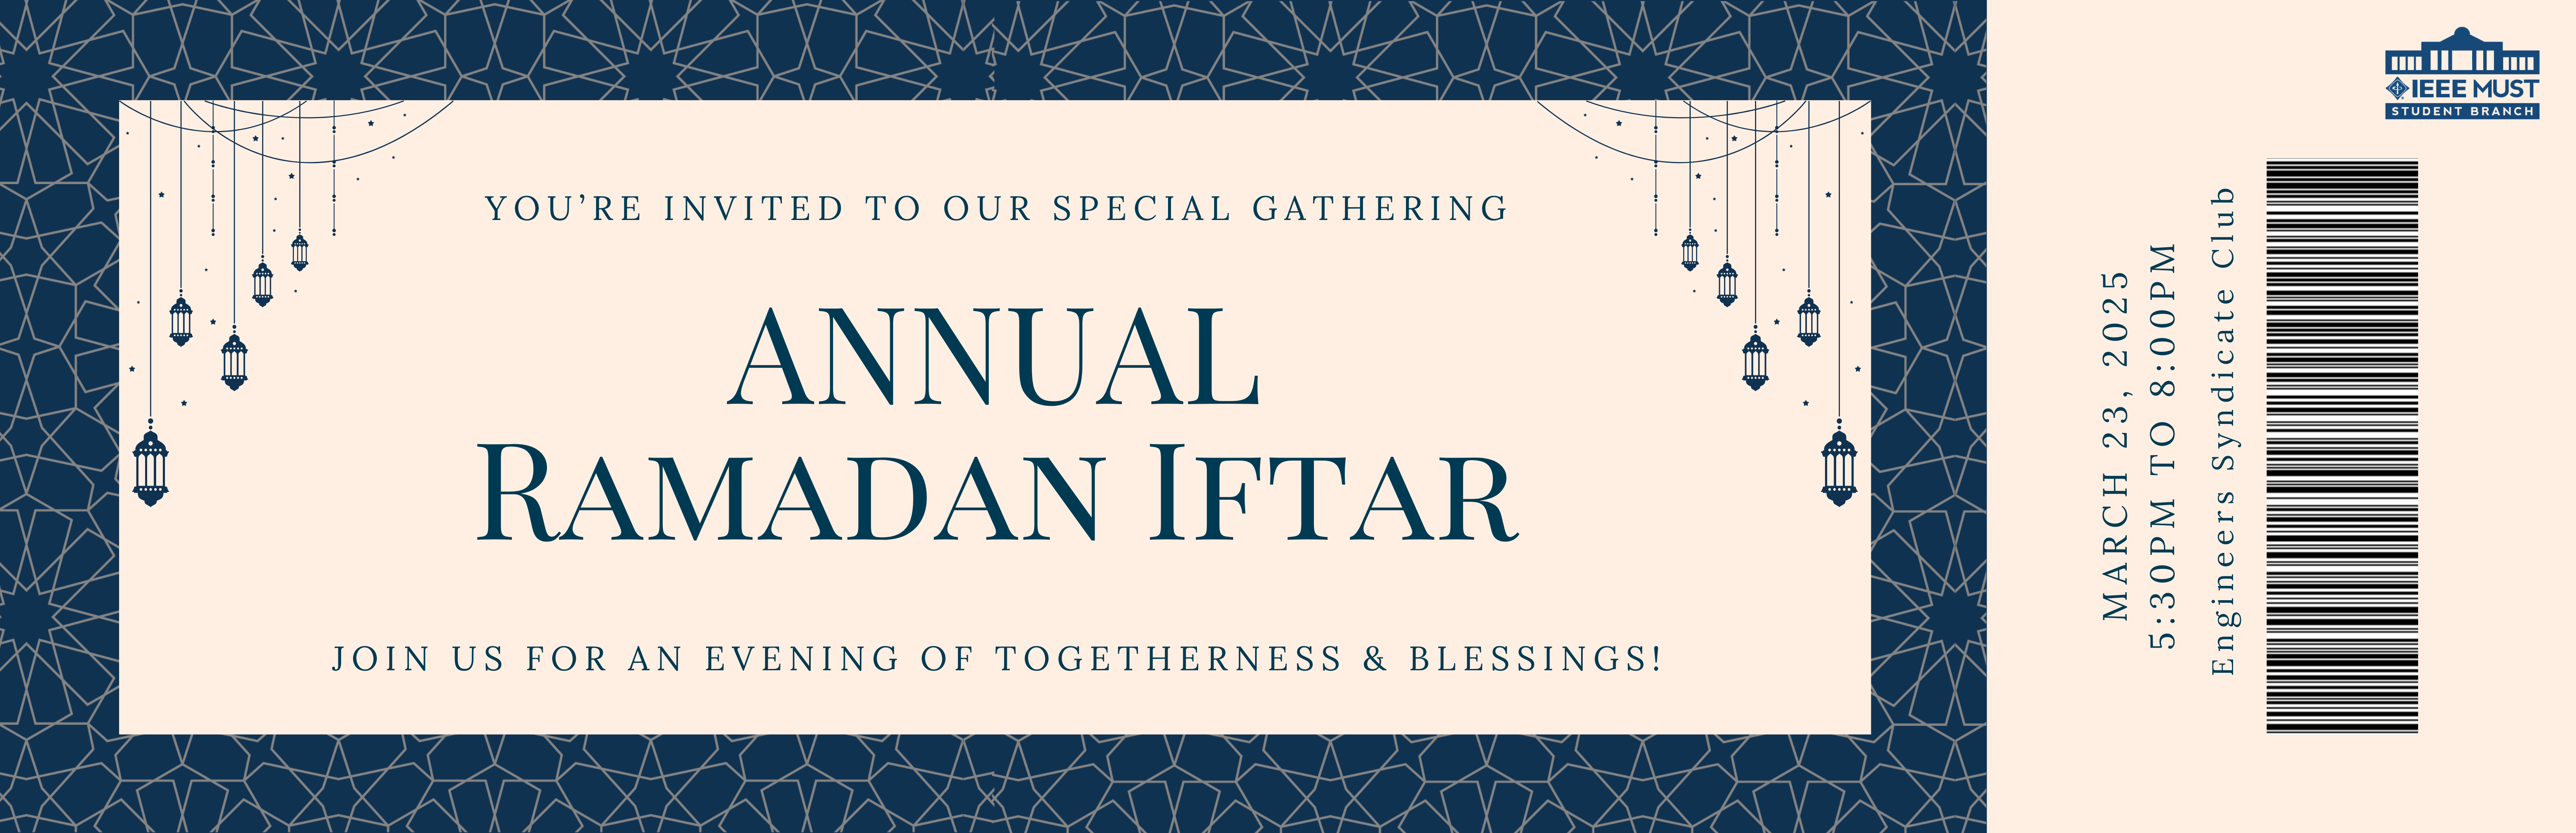 YOU'RE INVITED TO OUR SPECIAL GATHERING
ANNUAL
RAMADAN IFTAR
JOIN US FOR AN EVENING OF TOGETHERNESS & BLESSINGS!
MARCH 23, 2025
5:30PM TO 8:00PM
Engineers Syndicate Club
IEEE MUST
STUDENT BRANCH